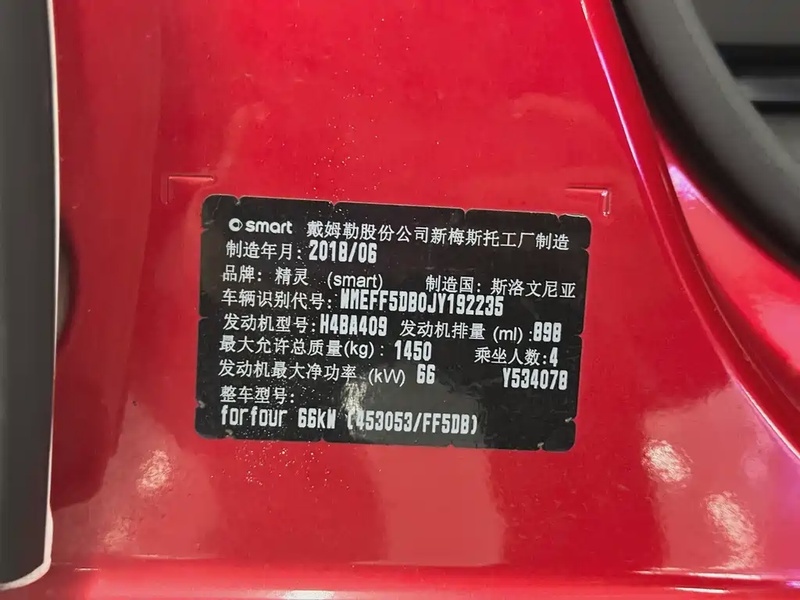 smart 戴姆勒股份公司新梅斯托工厂制造
制造年月: 2018/06
品牌: 精灵 (smart) 制造国: 斯洛文尼亚
车辆识别代号: WMEFF5DB0JY192235
发动机型号: H4BA409 发动机排量 (ml) :898
最大允许总质量(kg) : 1450 乘坐人数: 4
发动机最大净功率 (kW) 66 Y534078
整车型号:
forfour 66kW (453053/FF5DB)